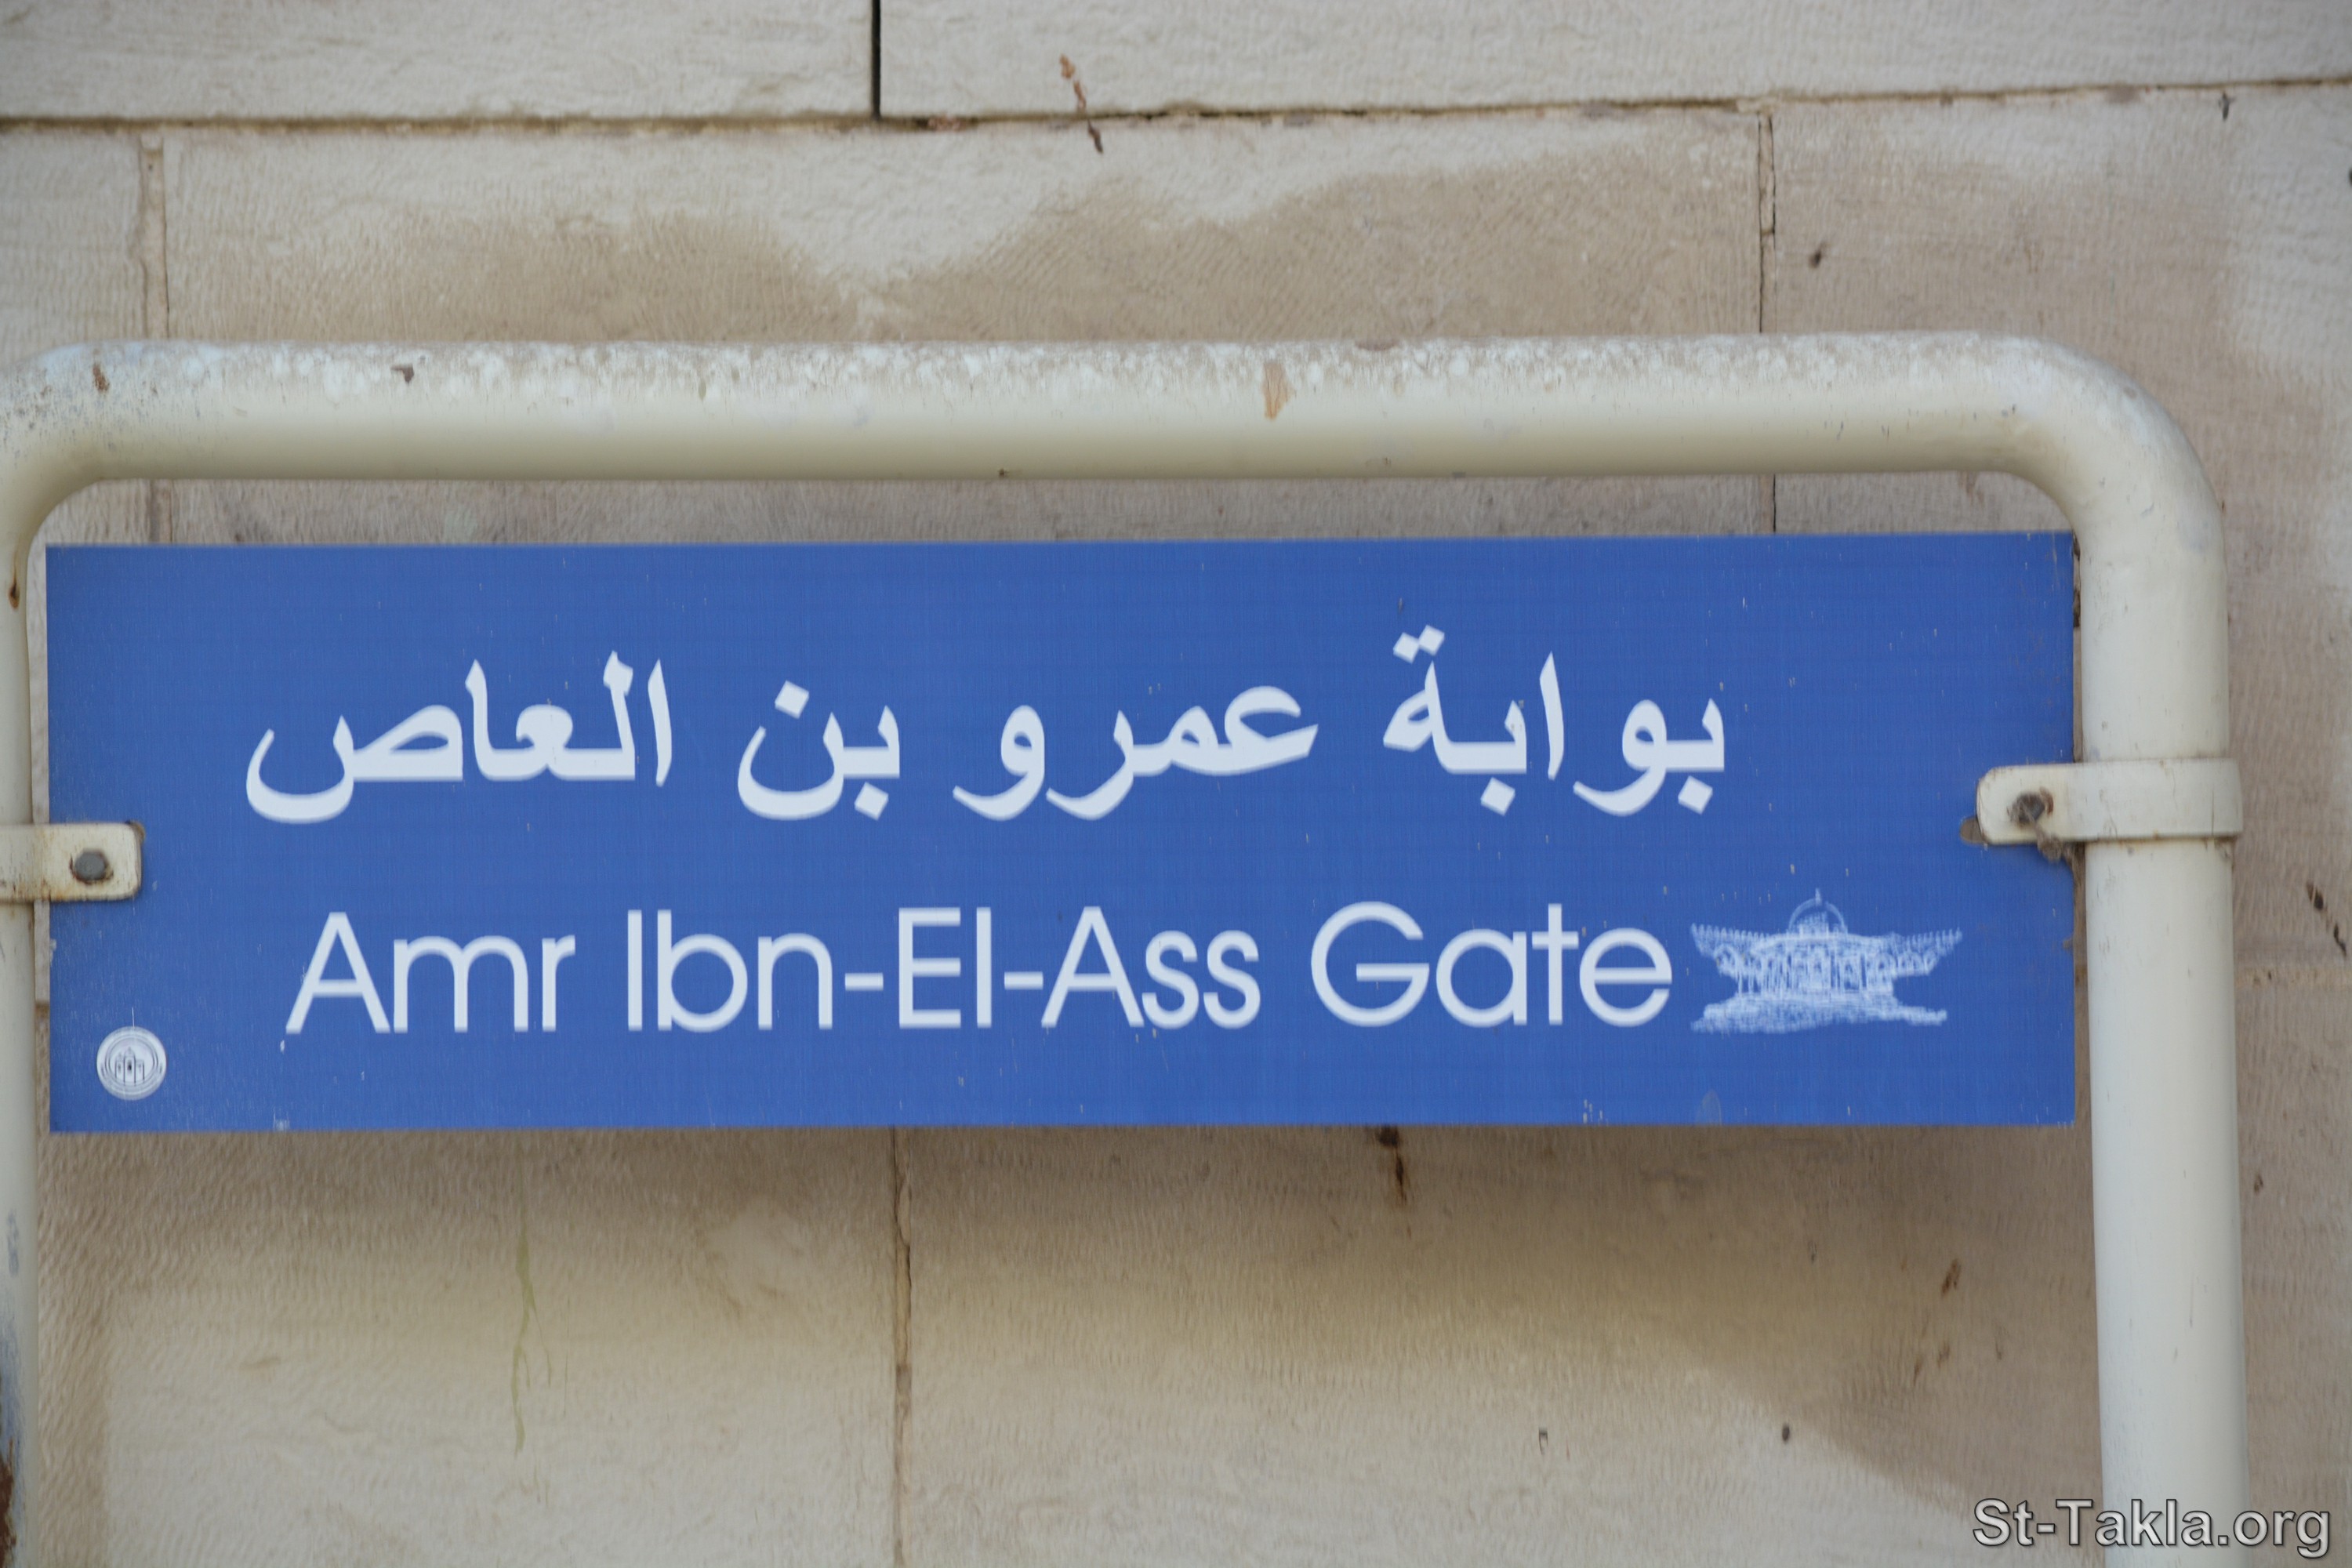 بوابة عمرو بن العاص
Amr Ibn-El-Ass Gate
St-Takla.org